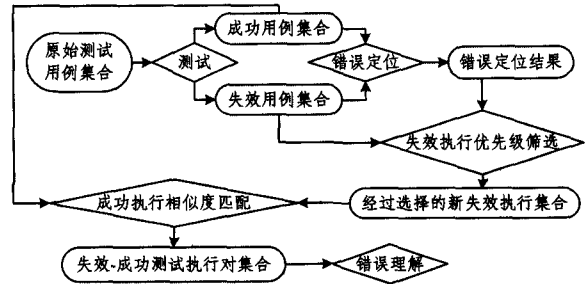 成功用例集合
原始测试
用例集合
测试
错误定位
错误定位结果
失效用例集合
失效执行优先级筛选
成功执行相似度匹配
经过选择的新失效执行集合
失效-成功测试执行对集合
错误理解